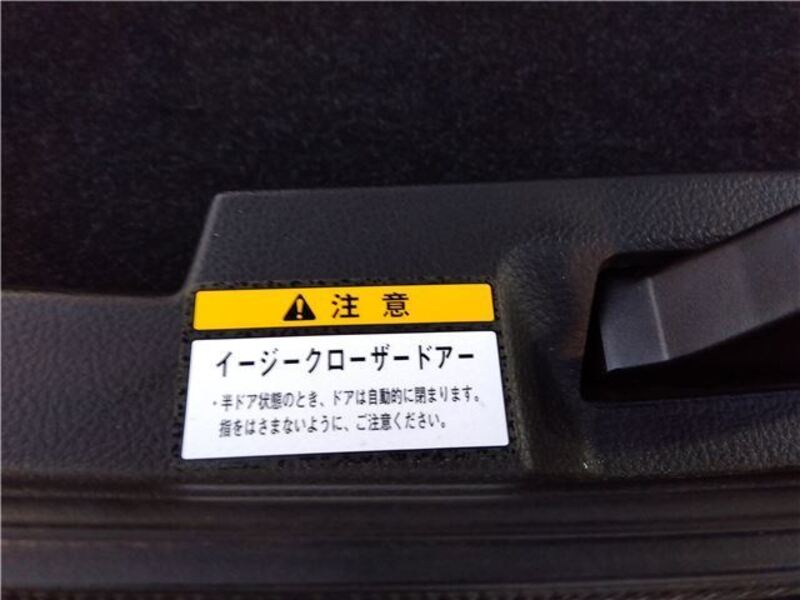 ⚠ 注意
イージークローザードアー
・半ドア状態のとき、ドアは自動的に閉まります。
指をはさまないように、ご注意ください。